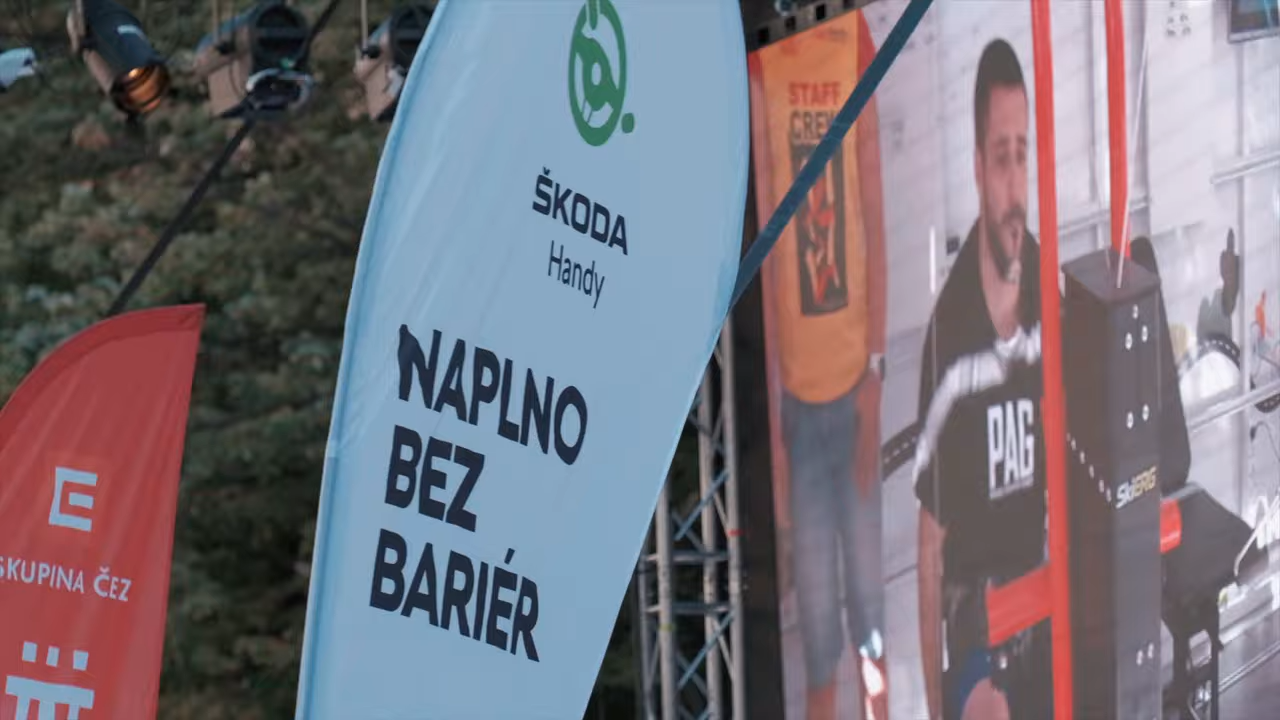 ŠKODA
Handy
NAPLNO
BEZ
BARIÉR
SKUPINA ČEZ
STAFF
CREW
PAG
SkiERG